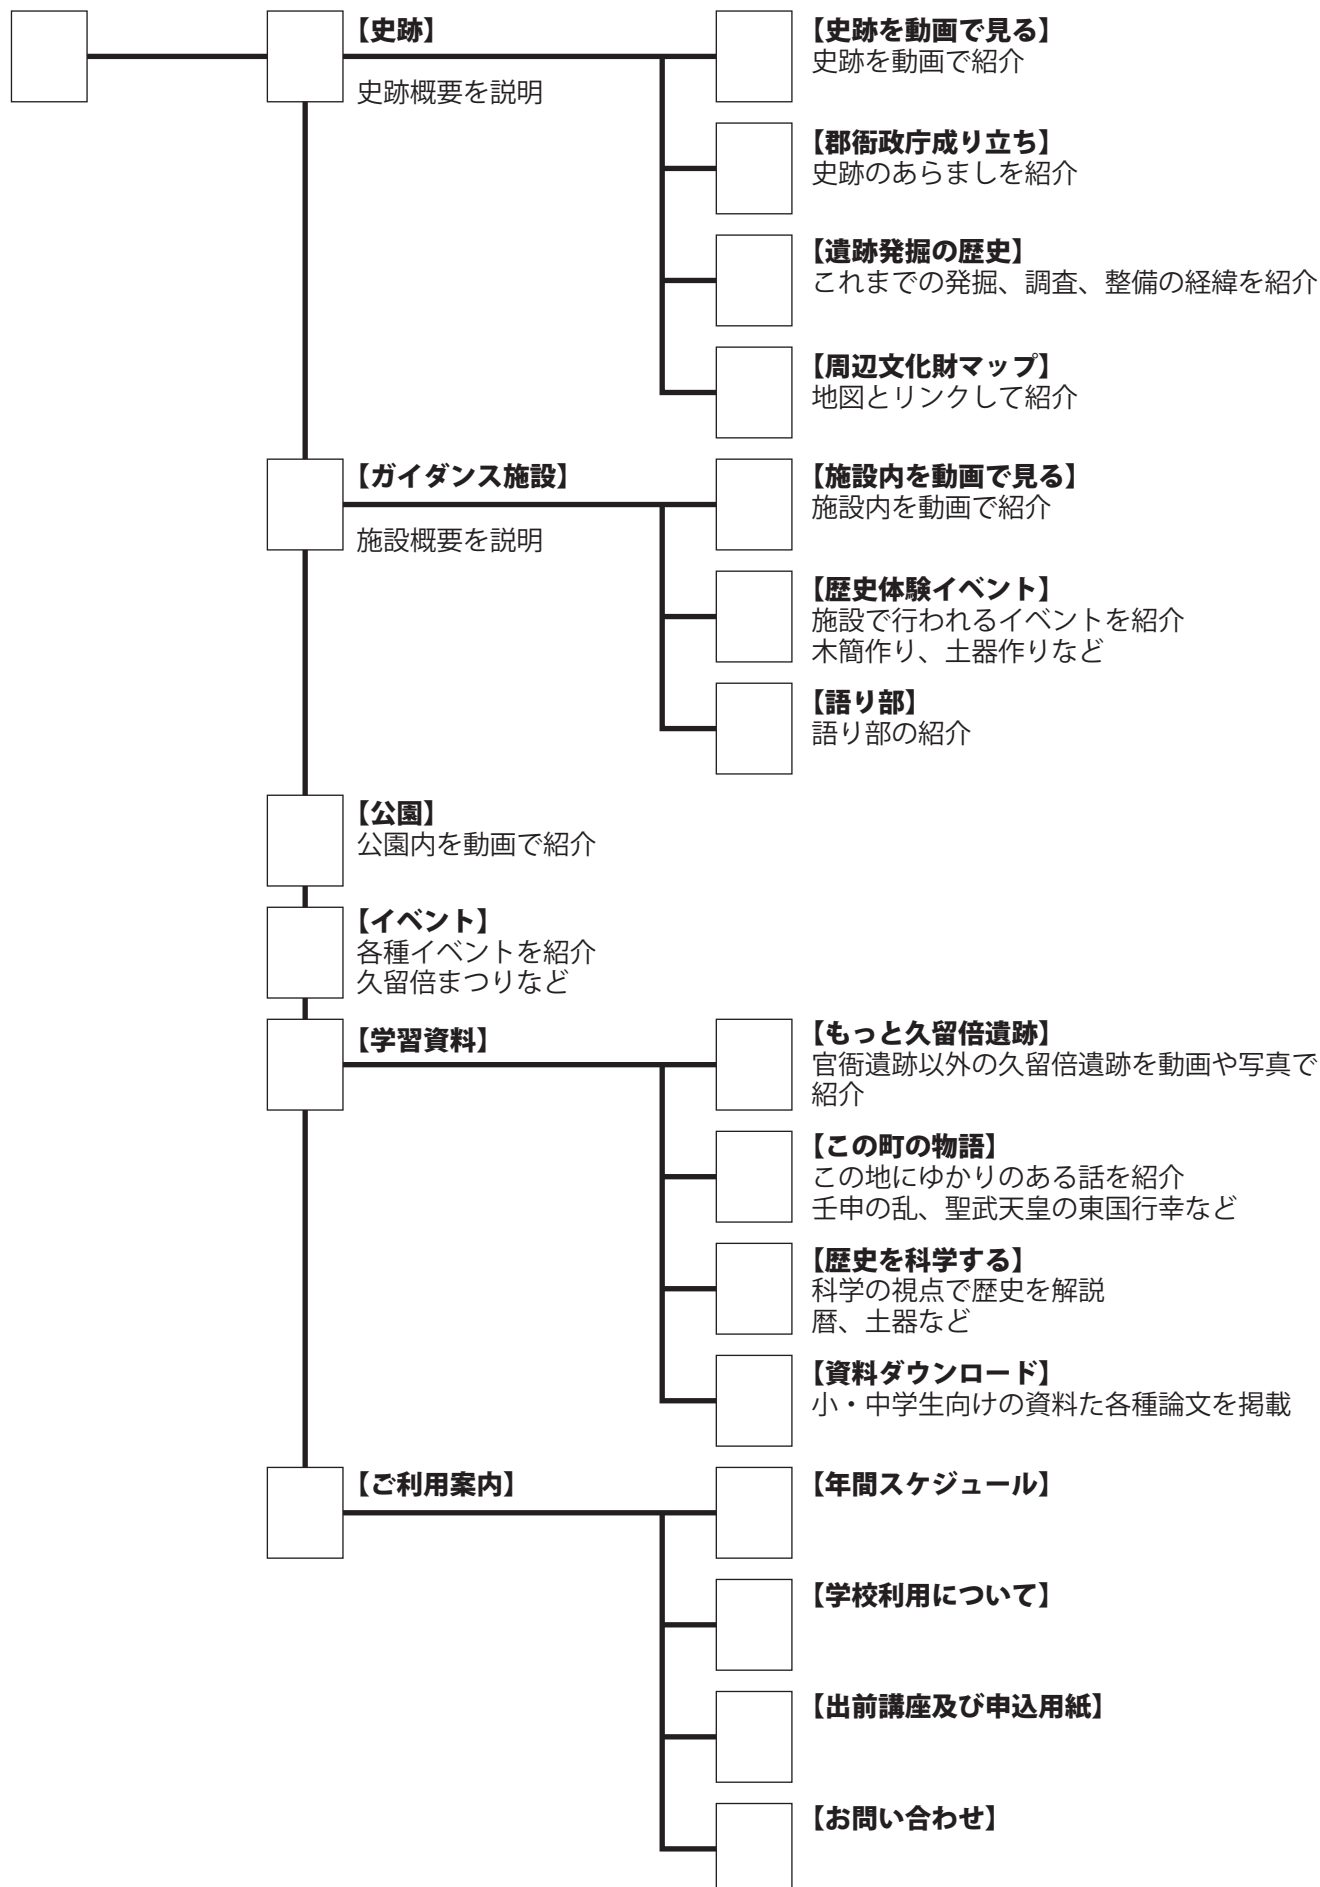 【史跡】
史跡概要を説明
【史跡を動画で見る】
史跡を動画で紹介
【郡衙政庁成り立ち】
史跡のあらましを紹介
【遺跡発掘の歴史】
これまでの発掘、調査、整備の経緯を紹介
【周辺文化財マップ】
地図とリンクして紹介
【ガイダンス施設】
施設概要を説明
【施設内を動画で見る】
施設内を動画で紹介
【歴史体験イベント】
施設で行われるイベントを紹介
木簡作り、土器作りなど
【語り部】
語り部の紹介
【公園】
公園内を動画で紹介
【イベント】
各種イベントを紹介
久留倍まつりなど
【学習資料】
【もっと久留倍遺跡】
官衙遺跡以外の久留倍遺跡を動画や写真で
紹介
【この町の物語】
この地にゆかりのある話を紹介
壬申の乱、聖武天皇の東国行幸など
【歴史を科学する】
科学の視点で歴史を解説
暦、土器など
【資料ダウンロード】
小・中学生向けの資料た各種論文を掲載
【ご利用案内】
【年間スケジュール】
【学校利用について】
【出前講座及び申込用紙】
【お問い合わせ】